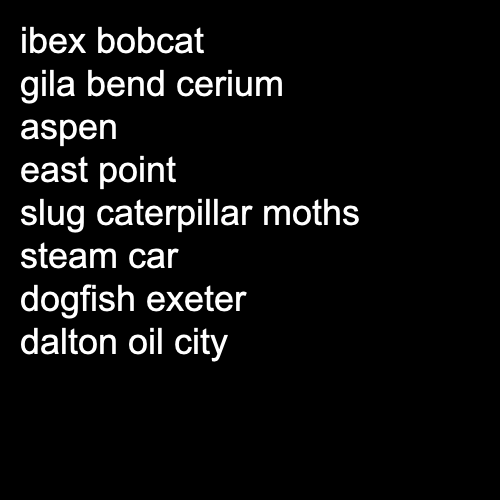 ibex bobcat
gila bend cerium
aspen
east point
slug caterpillar moths
steam car
dogfish exeter
dalton oil city